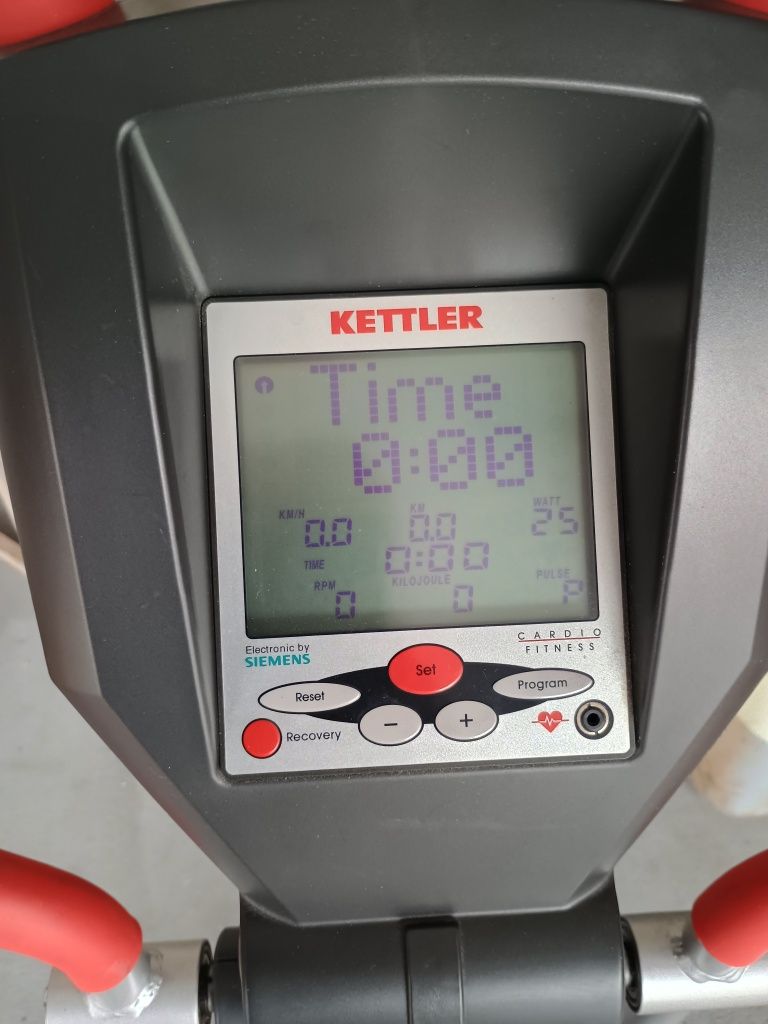 KETTLER
Time
0:00
KM/H 0.0 KM 0.0 WATT 25
TIME 0:00
RPM 0 KILOJOULE 0 PULSE P
Electronic by
SIEMENS
CARDIO
FITNESS
Set
Reset
Program
- +
Recovery